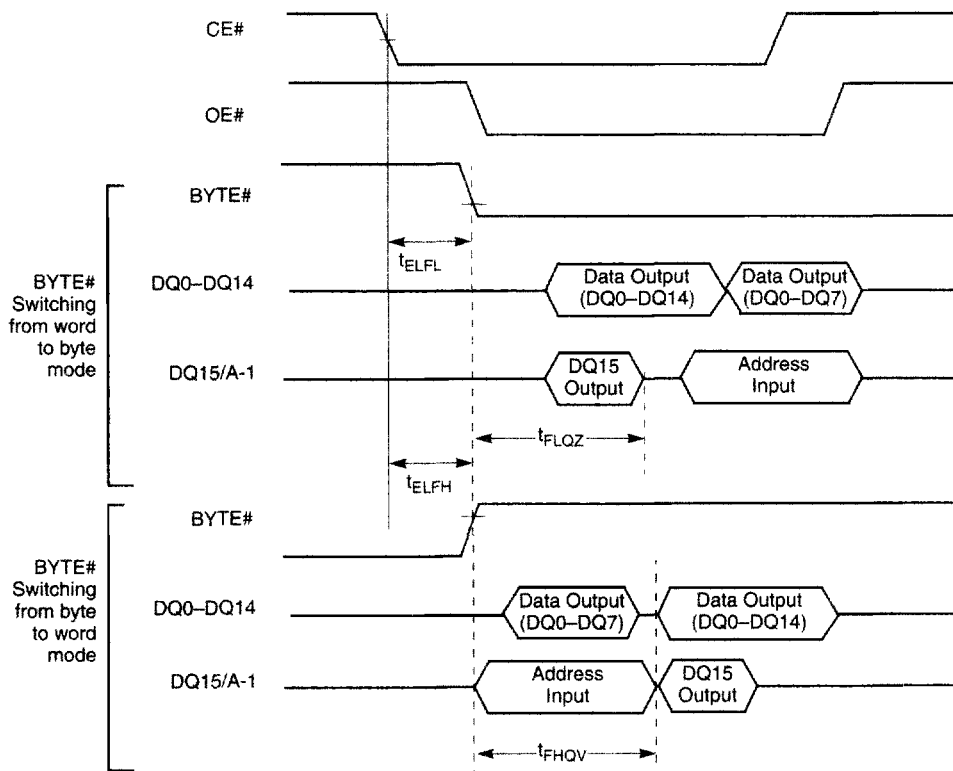 CE#
OE#
BYTE#
tELFL
BYTE#
Switching
from word
to byte
mode
DQ0–DQ14
Data Output
(DQ0–DQ14)
Data Output
(DQ0–DQ7)
DQ15/A-1
DQ15
Output
Address
Input
tFLQZ
tELFH
BYTE#
BYTE#
Switching
from byte
to word
mode
DQ0–DQ14
Data Output
(DQ0–DQ7)
Data Output
(DQ0–DQ14)
DQ15/A-1
Address
Input
DQ15
Output
tFHQV